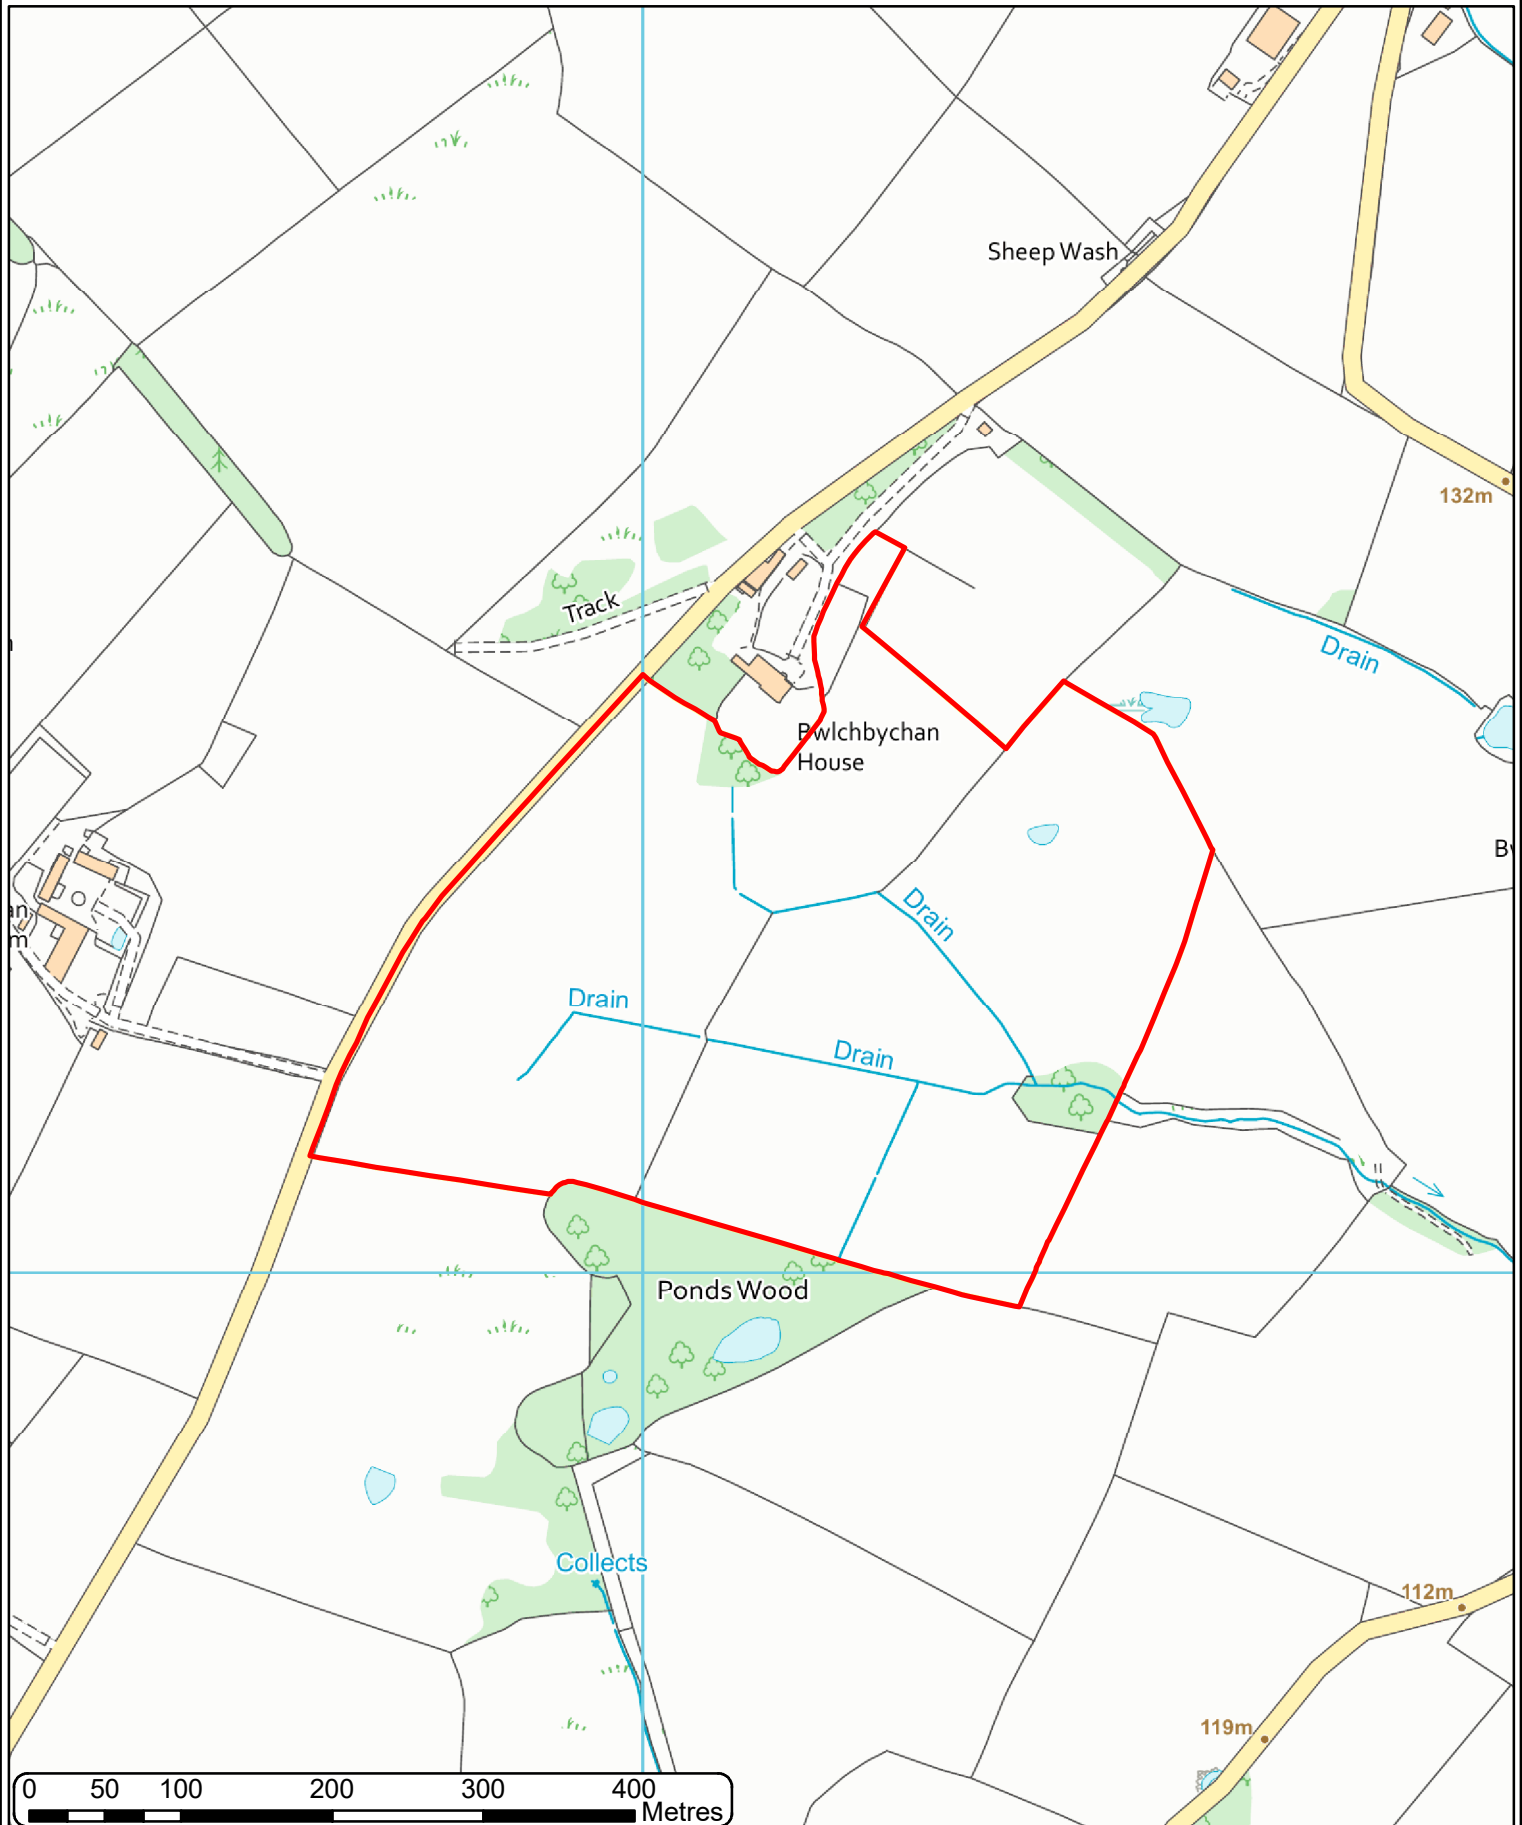 Sheep Wash
132m
Track
Drain
Bwlchbychan
House
Drain
Drain
Drain
Ponds Wood
Collects
112m
119m
0 50 100 200 300 400
Metres